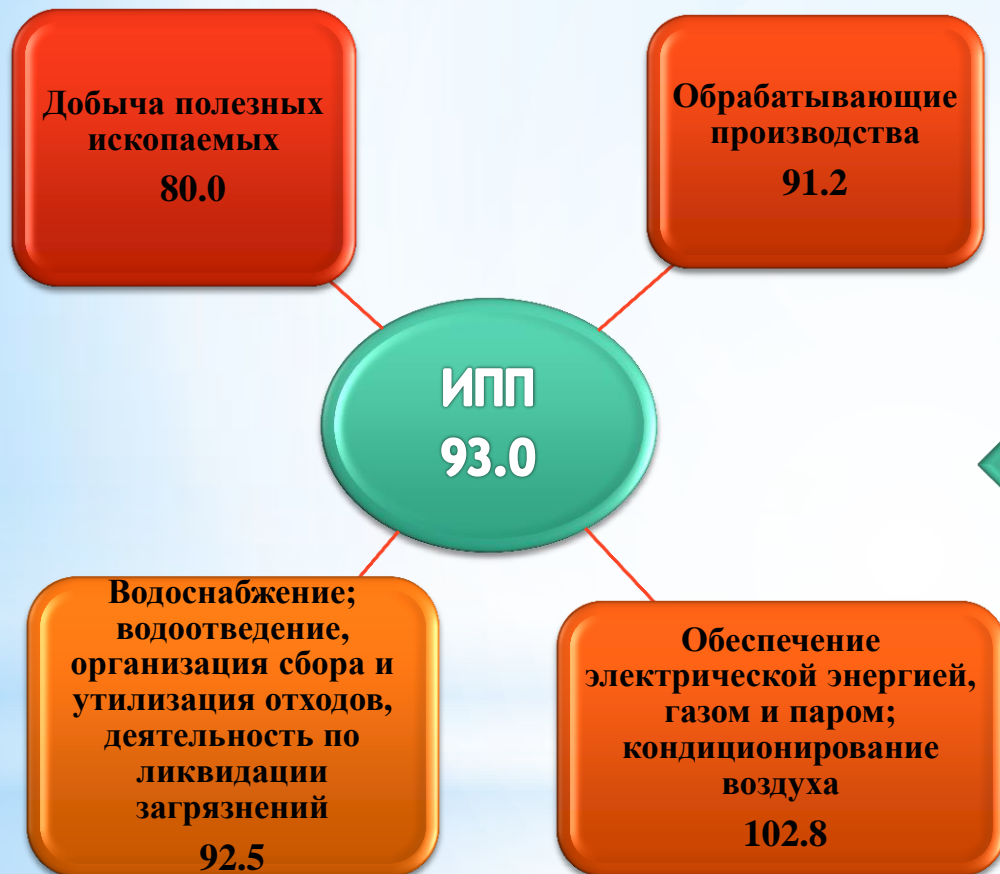 Добыча полезных
ископаемых
80.0
Обрабатывающие
производства
91.2
ИПП
93.0
Водоснабжение;
водоотведение,
организация сбора и
утилизация отходов,
деятельность по
ликвидации
загрязнений
92.5
Обеспечение
электрической энергией,
газом и паром;
кондиционирование
воздуха
102.8